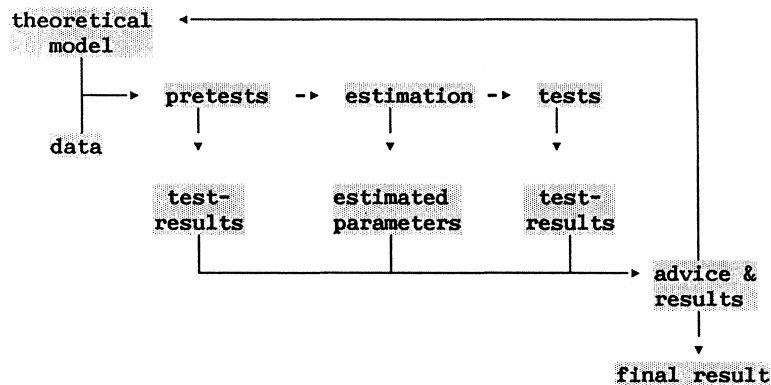 theoretical
model
pretests
estimation
tests
data
test-
results
estimated
parameters
test-
results
advice &
results
final result